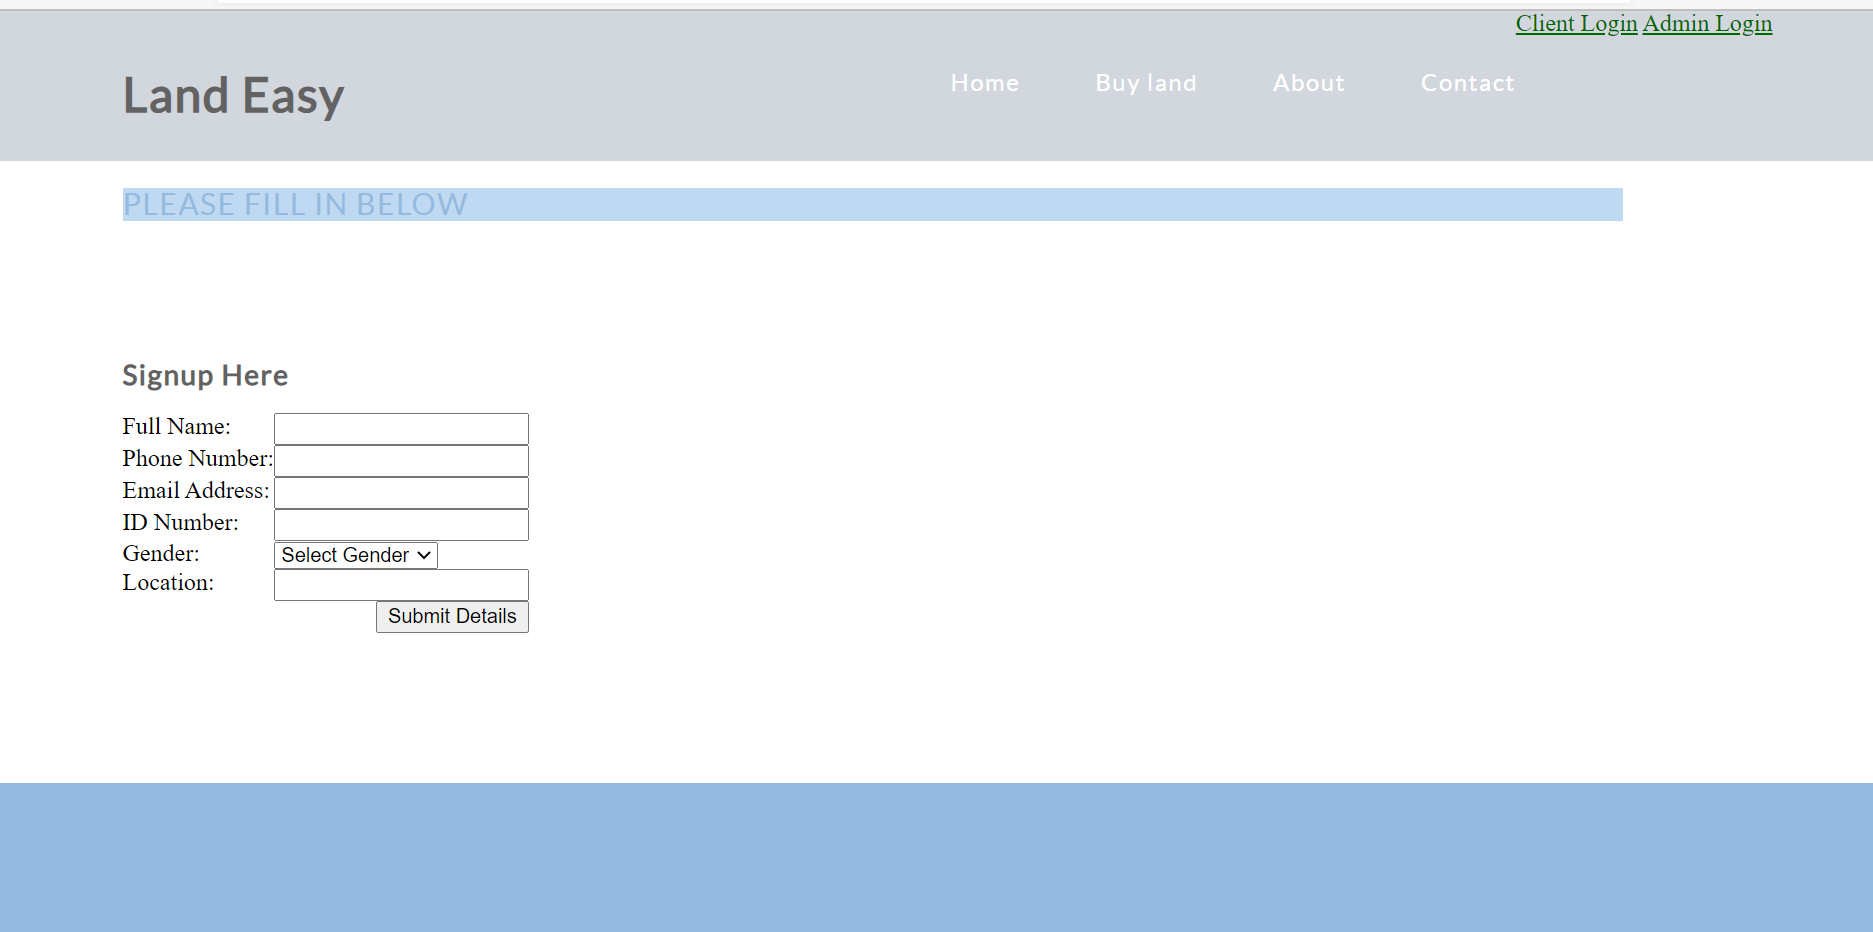 Client Login Admin Login
Land Easy
Home Buy land About Contact
PLEASE FILL IN BELOW
Signup Here
Full Name:
Phone Number:
Email Address:
ID Number:
Gender: Select Gender
Location:
Submit Details